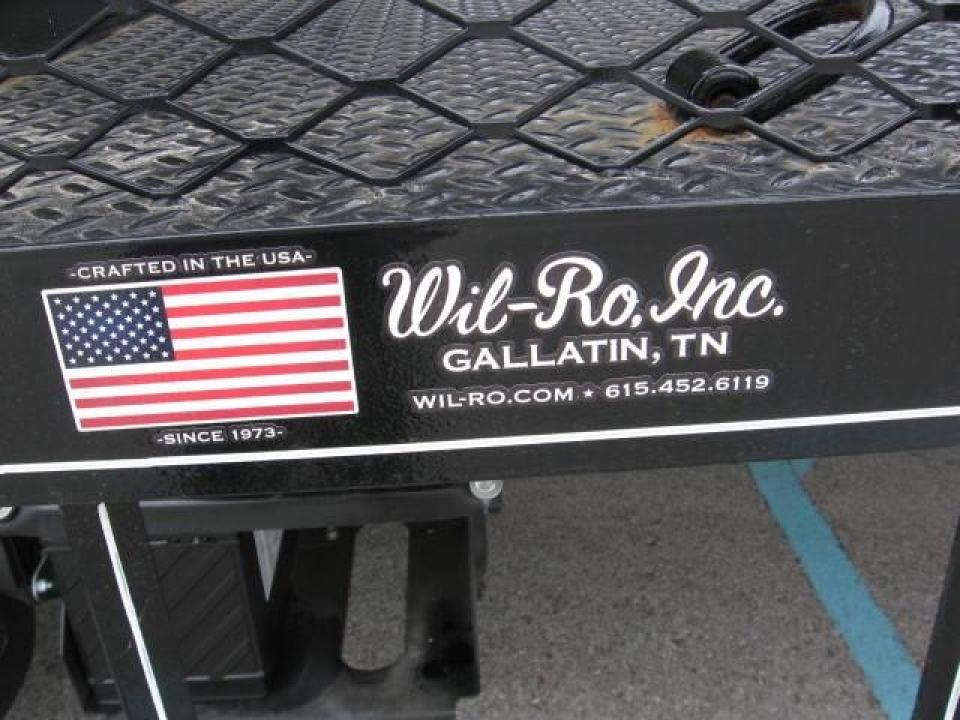 -CRAFTED IN THE USA-
-SINCE 1973-
Wil-Ro, Inc.
GALLATIN, TN
WIL-RO.COM ★ 615.452.6119